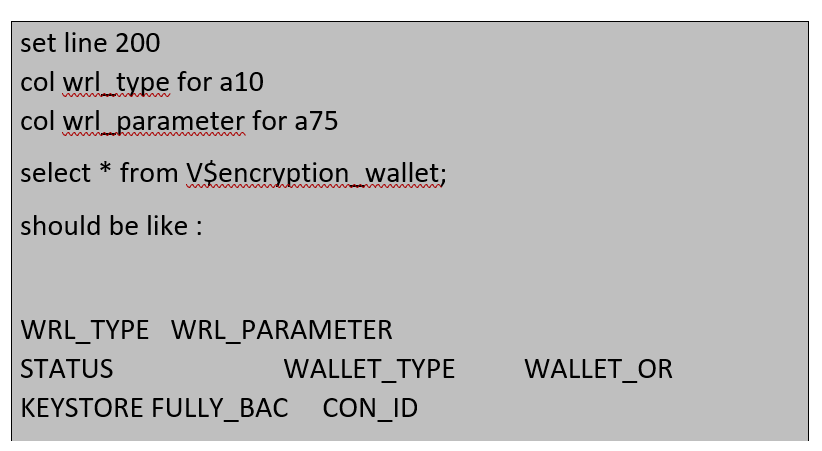 set line 200
col wrl_type for a10
col wrl_parameter for a75
select * from V$encryption_wallet;
should be like :
WRL_TYPE WRL_PARAMETER
STATUS WALLET_TYPE WALLET_OR
KEYSTORE FULLY_BAC CON_ID